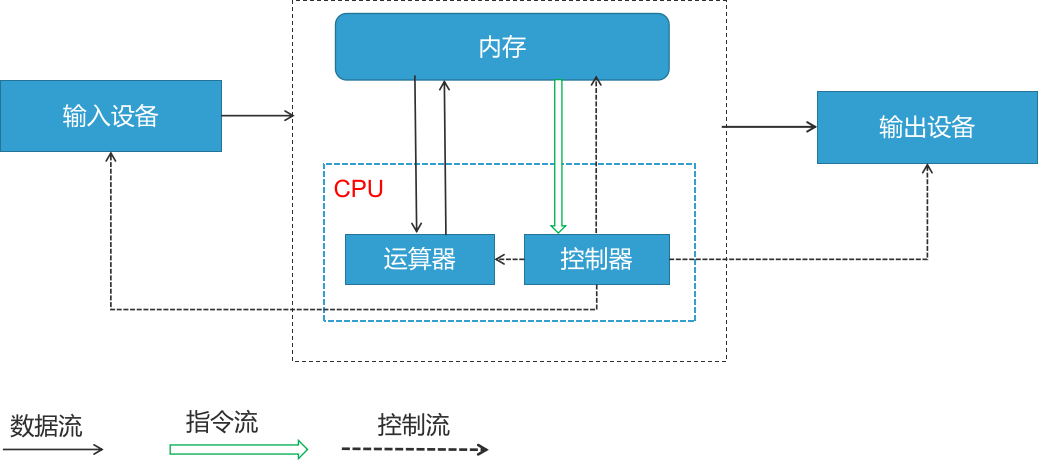 内存
输入设备
输出设备
CPU
运算器
控制器
数据流
指令流
控制流